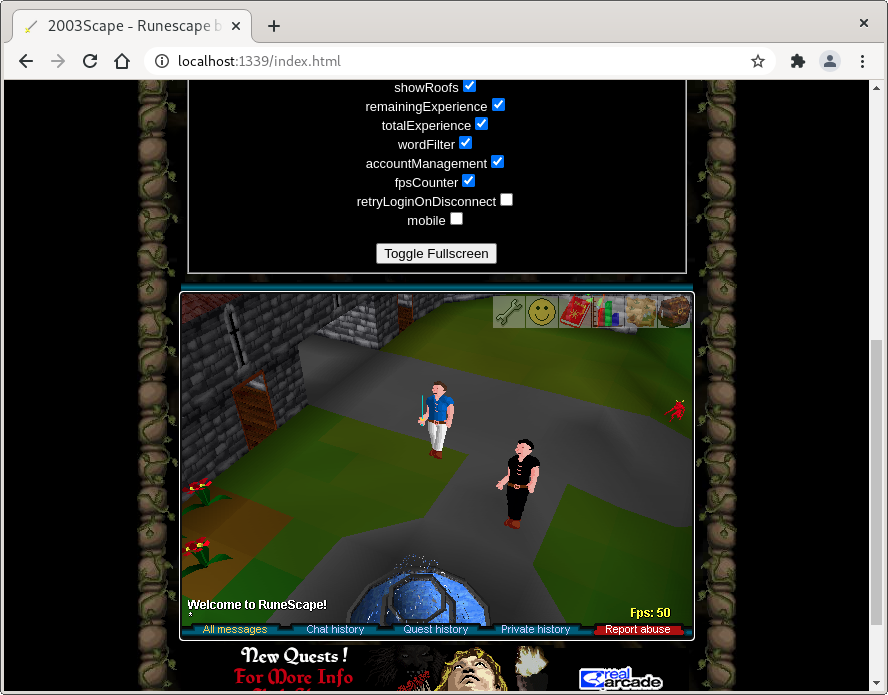 2003Scape - Runescape b
localhost:1339/index.html
showRoofs
remainingExperience
totalExperience
wordFilter
accountManagement
fpsCounter
retryLoginOnDisconnect
mobile
Toggle Fullscreen
Welcome to RuneScape!
*
Fps: 50
All messages
Chat history
Quest history
Private history
Report abuse
New Quests !
For More Info
real
arcade